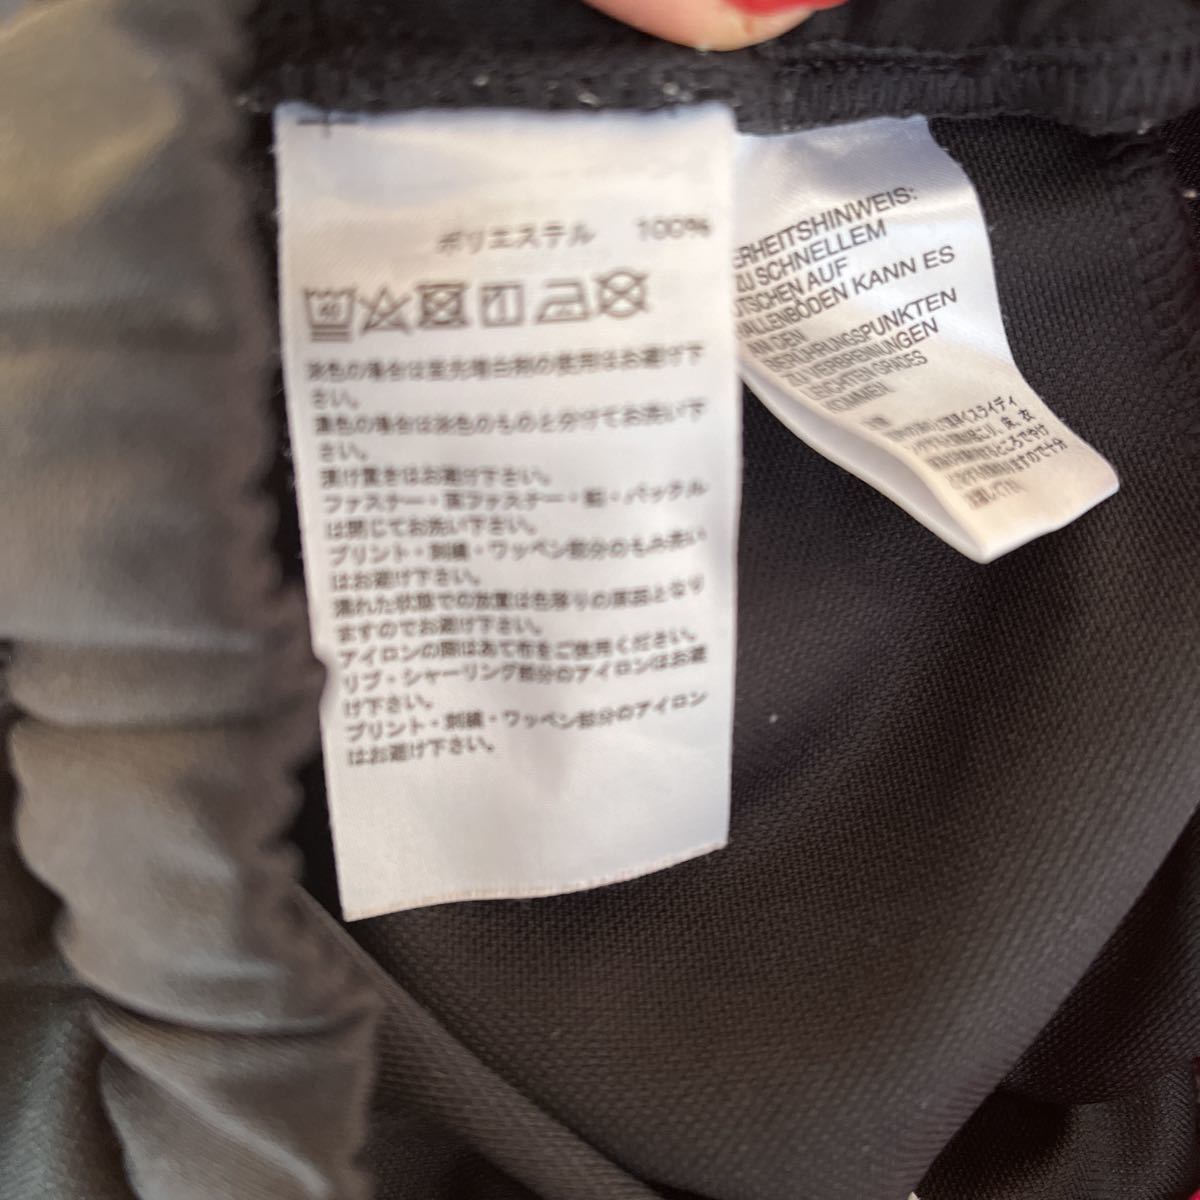 ポリエステル 100%
40
淡色の場合は蛍光増白剤の使用はお避け下
さい。
濃色の場合は淡色のものと分けてお洗い下
さい。
漬け置きはお避け下さい。
ファスナー・面ファスナー・釦・バックル
は閉じてお洗い下さい。
プリント・刺繍・ワッペン部分のもみ洗い
はお避け下さい。
濡れた状態での放置は色移りの原因となり
ますのでお避け下さい。
アイロンの際はあて布をご使用ください。
リブ・シャーリング部分のアイロンはお避
け下さい。
プリント・刺繍・ワッペン部分のアイロン
はお避け下さい。
ERHEITSHINWEIS:
ZU SCHNELLEM
UTSCHEN AUF
HALLENBÖDEN KANN ES
AN DEN
BERÜHRUNGSPUNKTEN
ZU VERBRENNUNGEN
LEICHTEN GRADES
KOMMEN
スライディ